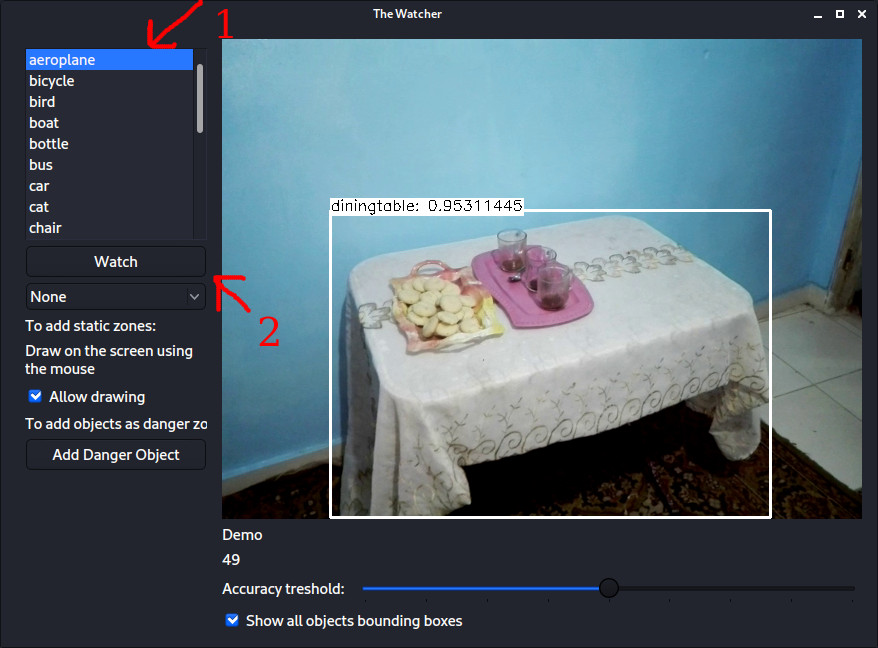 The Watcher
1
aeroplane
bicycle
bird
boat
bottle
bus
car
cat
chair
Watch
2
None
To add static zones:
Draw on the screen using
the mouse
Allow drawing
To add objects as danger zo
Add Danger Object
diningtable: 0.95311445
Demo
49
Accuracy treshold:
Show all objects bounding boxes